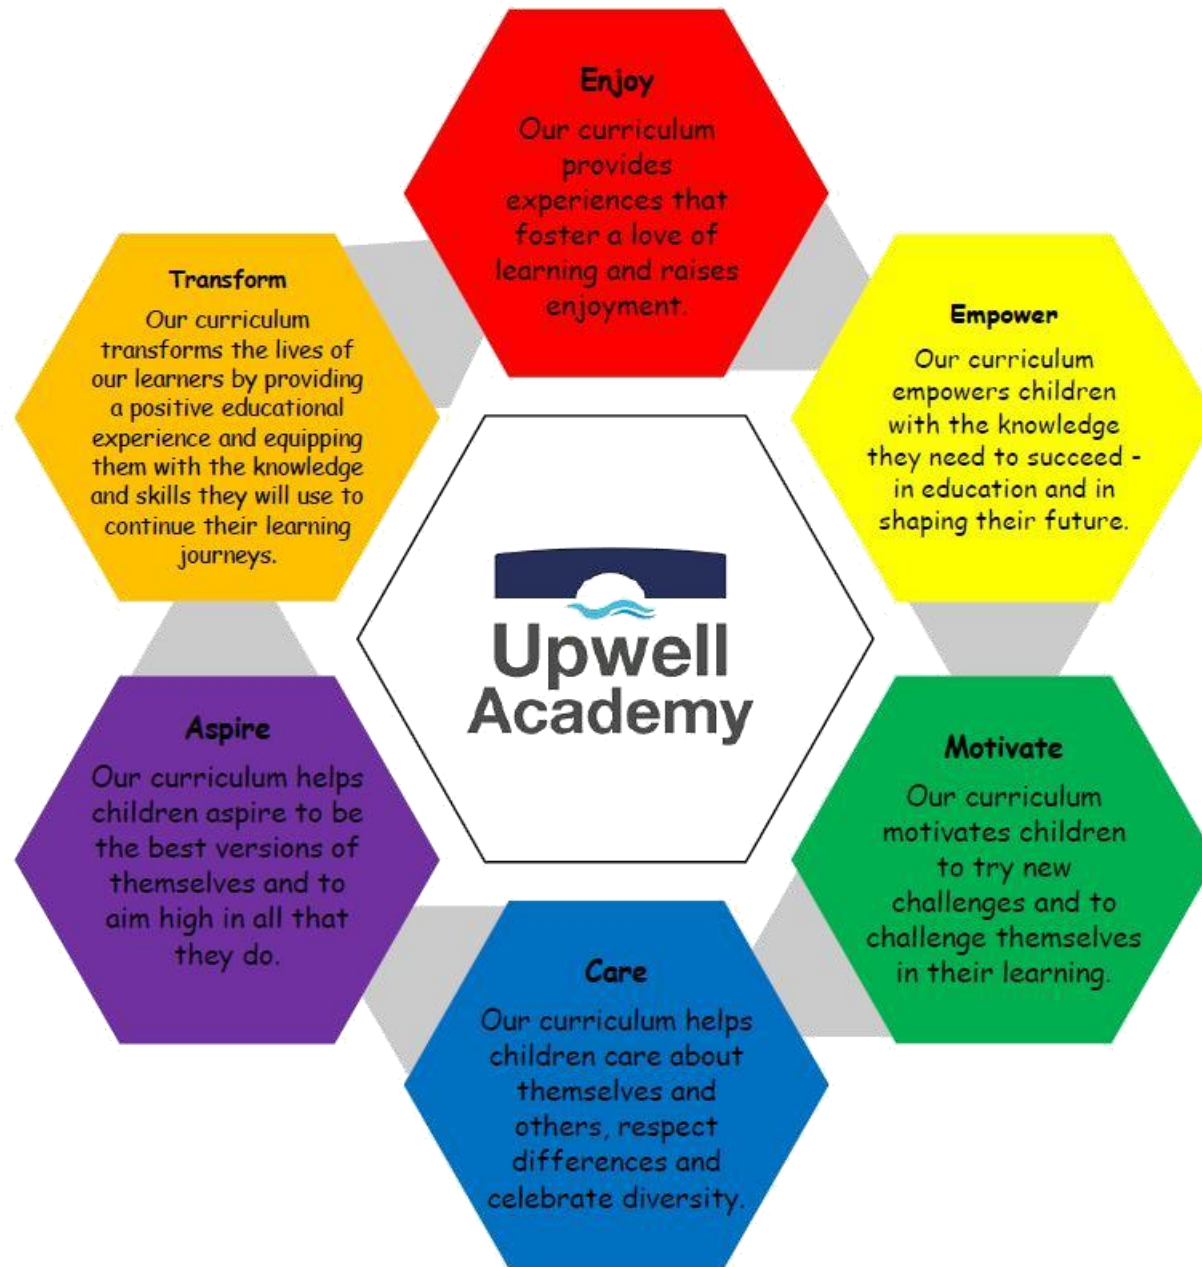 Enjoy
Our curriculum
provides
experiences that
foster a love of
learning and raises
enjoyment.
Empower
Our curriculum
empowers children
with the knowledge
they need to succeed -
in education and in
shaping their future.
Motivate
Our curriculum
motivates children
to try new
challenges and to
challenge themselves
in their learning.
Care
Our curriculum helps
children care about
themselves and
others, respect
differences and
celebrate diversity.
Aspire
Our curriculum helps
children aspire to be
the best versions of
themselves and to
aim high in all that
they do.
Transform
Our curriculum
transforms the lives of
our learners by providing
a positive educational
experience and equipping
them with the knowledge
and skills they will use to
continue their learning
journeys.
Upwell
Academy